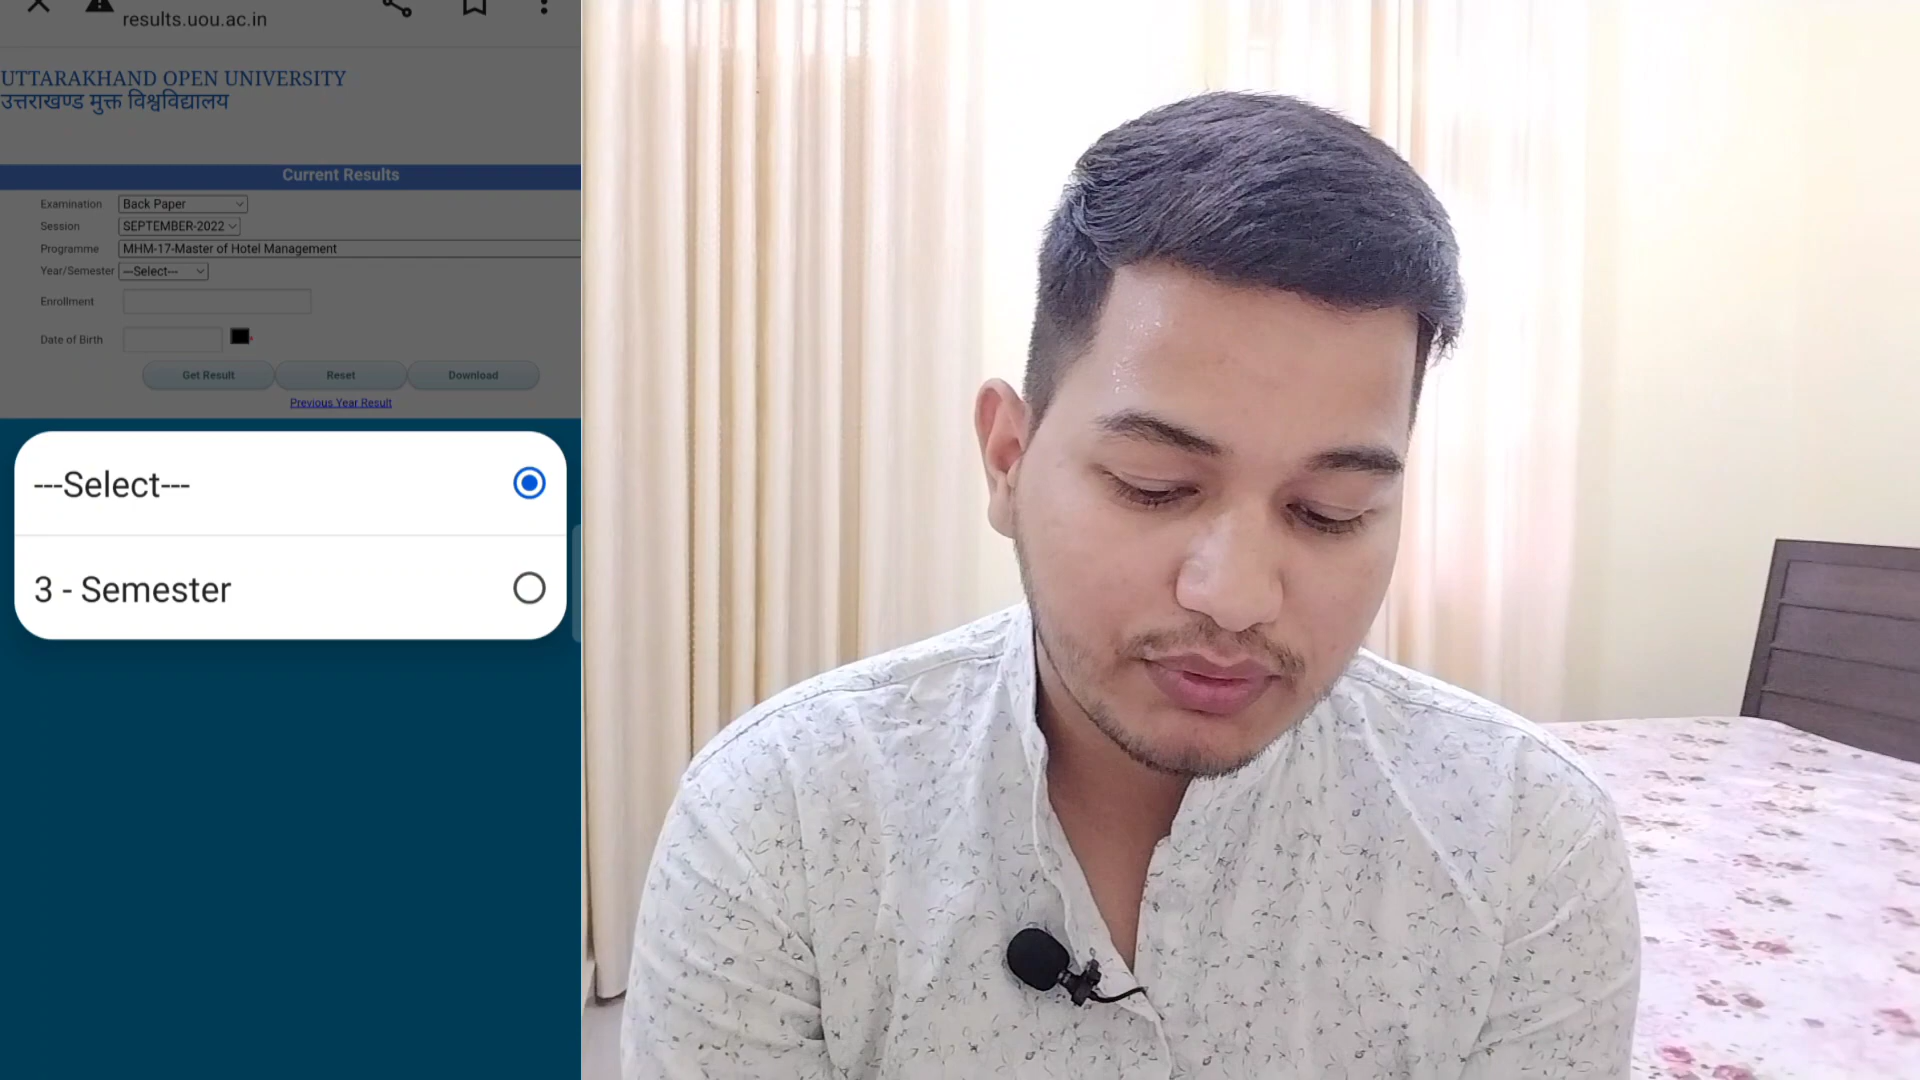 results.uou.ac.in
UTTARAKHAND OPEN UNIVERSITY
उत्तराखण्ड मुक्त विश्वविद्यालय
Current Results
Examination Back Paper
Session SEPTEMBER-2022
Programme MHM-17-Master of Hotel Management
Year/Semester ---Select---
Enrollment
Date of Birth *
Get Result Reset Download
Previous Year Result
---Select---
3 - Semester